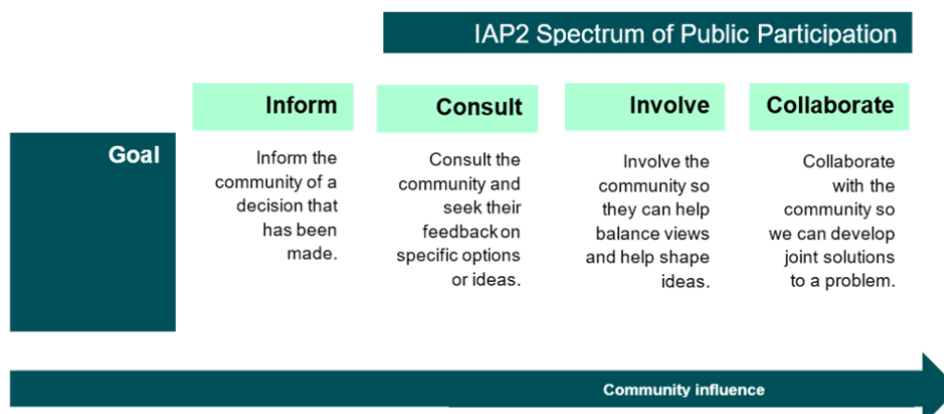 IAP2 Spectrum of Public Participation
Inform
Consult
Involve
Collaborate
Goal
Inform the
community of a
decision that
has been
made.
Consult the
community and
seek their
feedback on
specific options
or ideas.
Involve the
community so
they can help
balance views
and help shape
ideas.
Collaborate
with the
community so
we can develop
joint solutions
to a problem.
Community influence